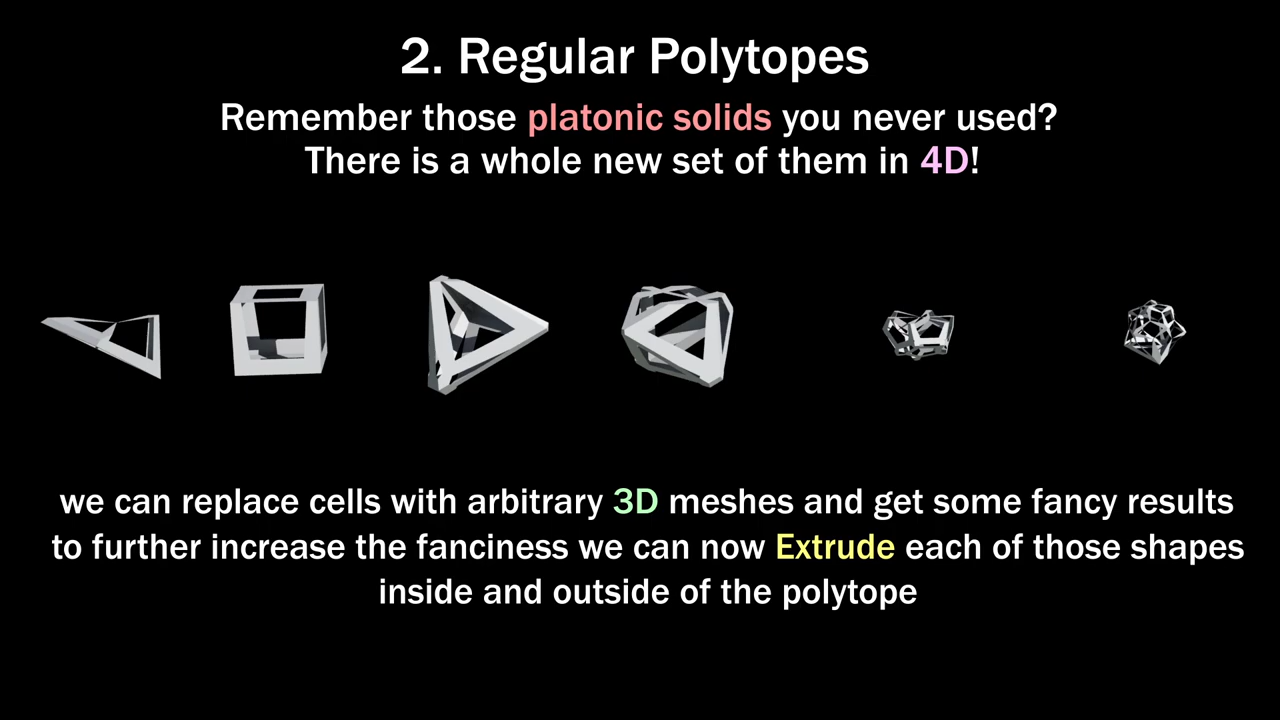 2. Regular Polytopes
Remember those platonic solids you never used?
There is a whole new set of them in 4D!
we can replace cells with arbitrary 3D meshes and get some fancy results
to further increase the fanciness we can now Extrude each of those shapes
inside and outside of the polytope